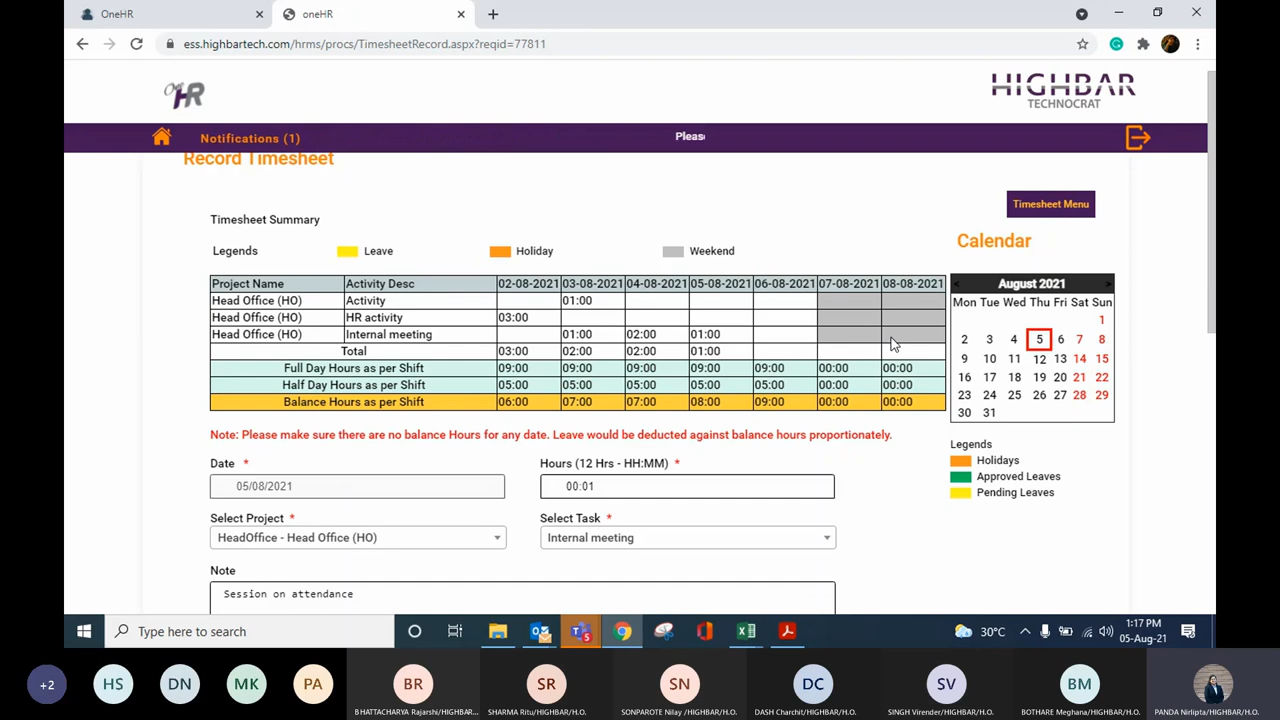 OneHR
oneHR
ess.highbartech.com/hrms/procs/TimesheetRecord.aspx?reqid=77811
One HR
HIGHBAR
TECHNOCRAT
Notifications (1)
Pleas
Record Timesheet
Timesheet Menu
Timesheet Summary
Legends Leave Holiday Weekend
Project Name Activity Desc 02-08-2021 03-08-2021 04-08-2021 05-08-2021 06-08-2021 07-08-2021 08-08-2021
Head Office (HO) Activity 01:00
Head Office (HO) HR activity 03:00
Head Office (HO) Internal meeting 01:00 02:00 01:00
Total 03:00 02:00 02:00 01:00
Full Day Hours as per Shift 09:00 09:00 09:00 09:00 09:00 00:00 00:00
Half Day Hours as per Shift 05:00 05:00 05:00 05:00 05:00 00:00 00:00
Balance Hours as per Shift 06:00 07:00 07:00 08:00 09:00 00:00 00:00
Note: Please make sure there are no balance Hours for any date. Leave would be deducted against balance hours proportionately.
Calendar
< August 2021 >
Mon Tue Wed Thu Fri Sat Sun
1
2 3 4 5 6 7 8
9 10 11 12 13 14 15
16 17 18 19 20 21 22
23 24 25 26 27 28 29
30 31
Legends
Holidays
Approved Leaves
Pending Leaves
Date *
05/08/2021
Hours (12 Hrs - HH:MM) *
00:01
Select Project *
HeadOffice - Head Office (HO)
Select Task *
Internal meeting
Note
Session on attendance
Type here to search
30°C
1:17 PM
05-Aug-21
+2 HS DN MK PA BR SR SN DC SV BM
BHATTACHARYA Rajarshi/HIGHBAR...
SHARMA Ritu/HIGHBAR/H.O.
SONPAROTE Nilay /HIGHBAR/H.O.
DASH Charchit/HIGHBAR/H.O.
SINGH Virender/HIGHBAR/H.O.
BOTHARE Meghana/HIGHBAR/H.O.
PANDA Nirlipta/HIGHBAR/H.O.